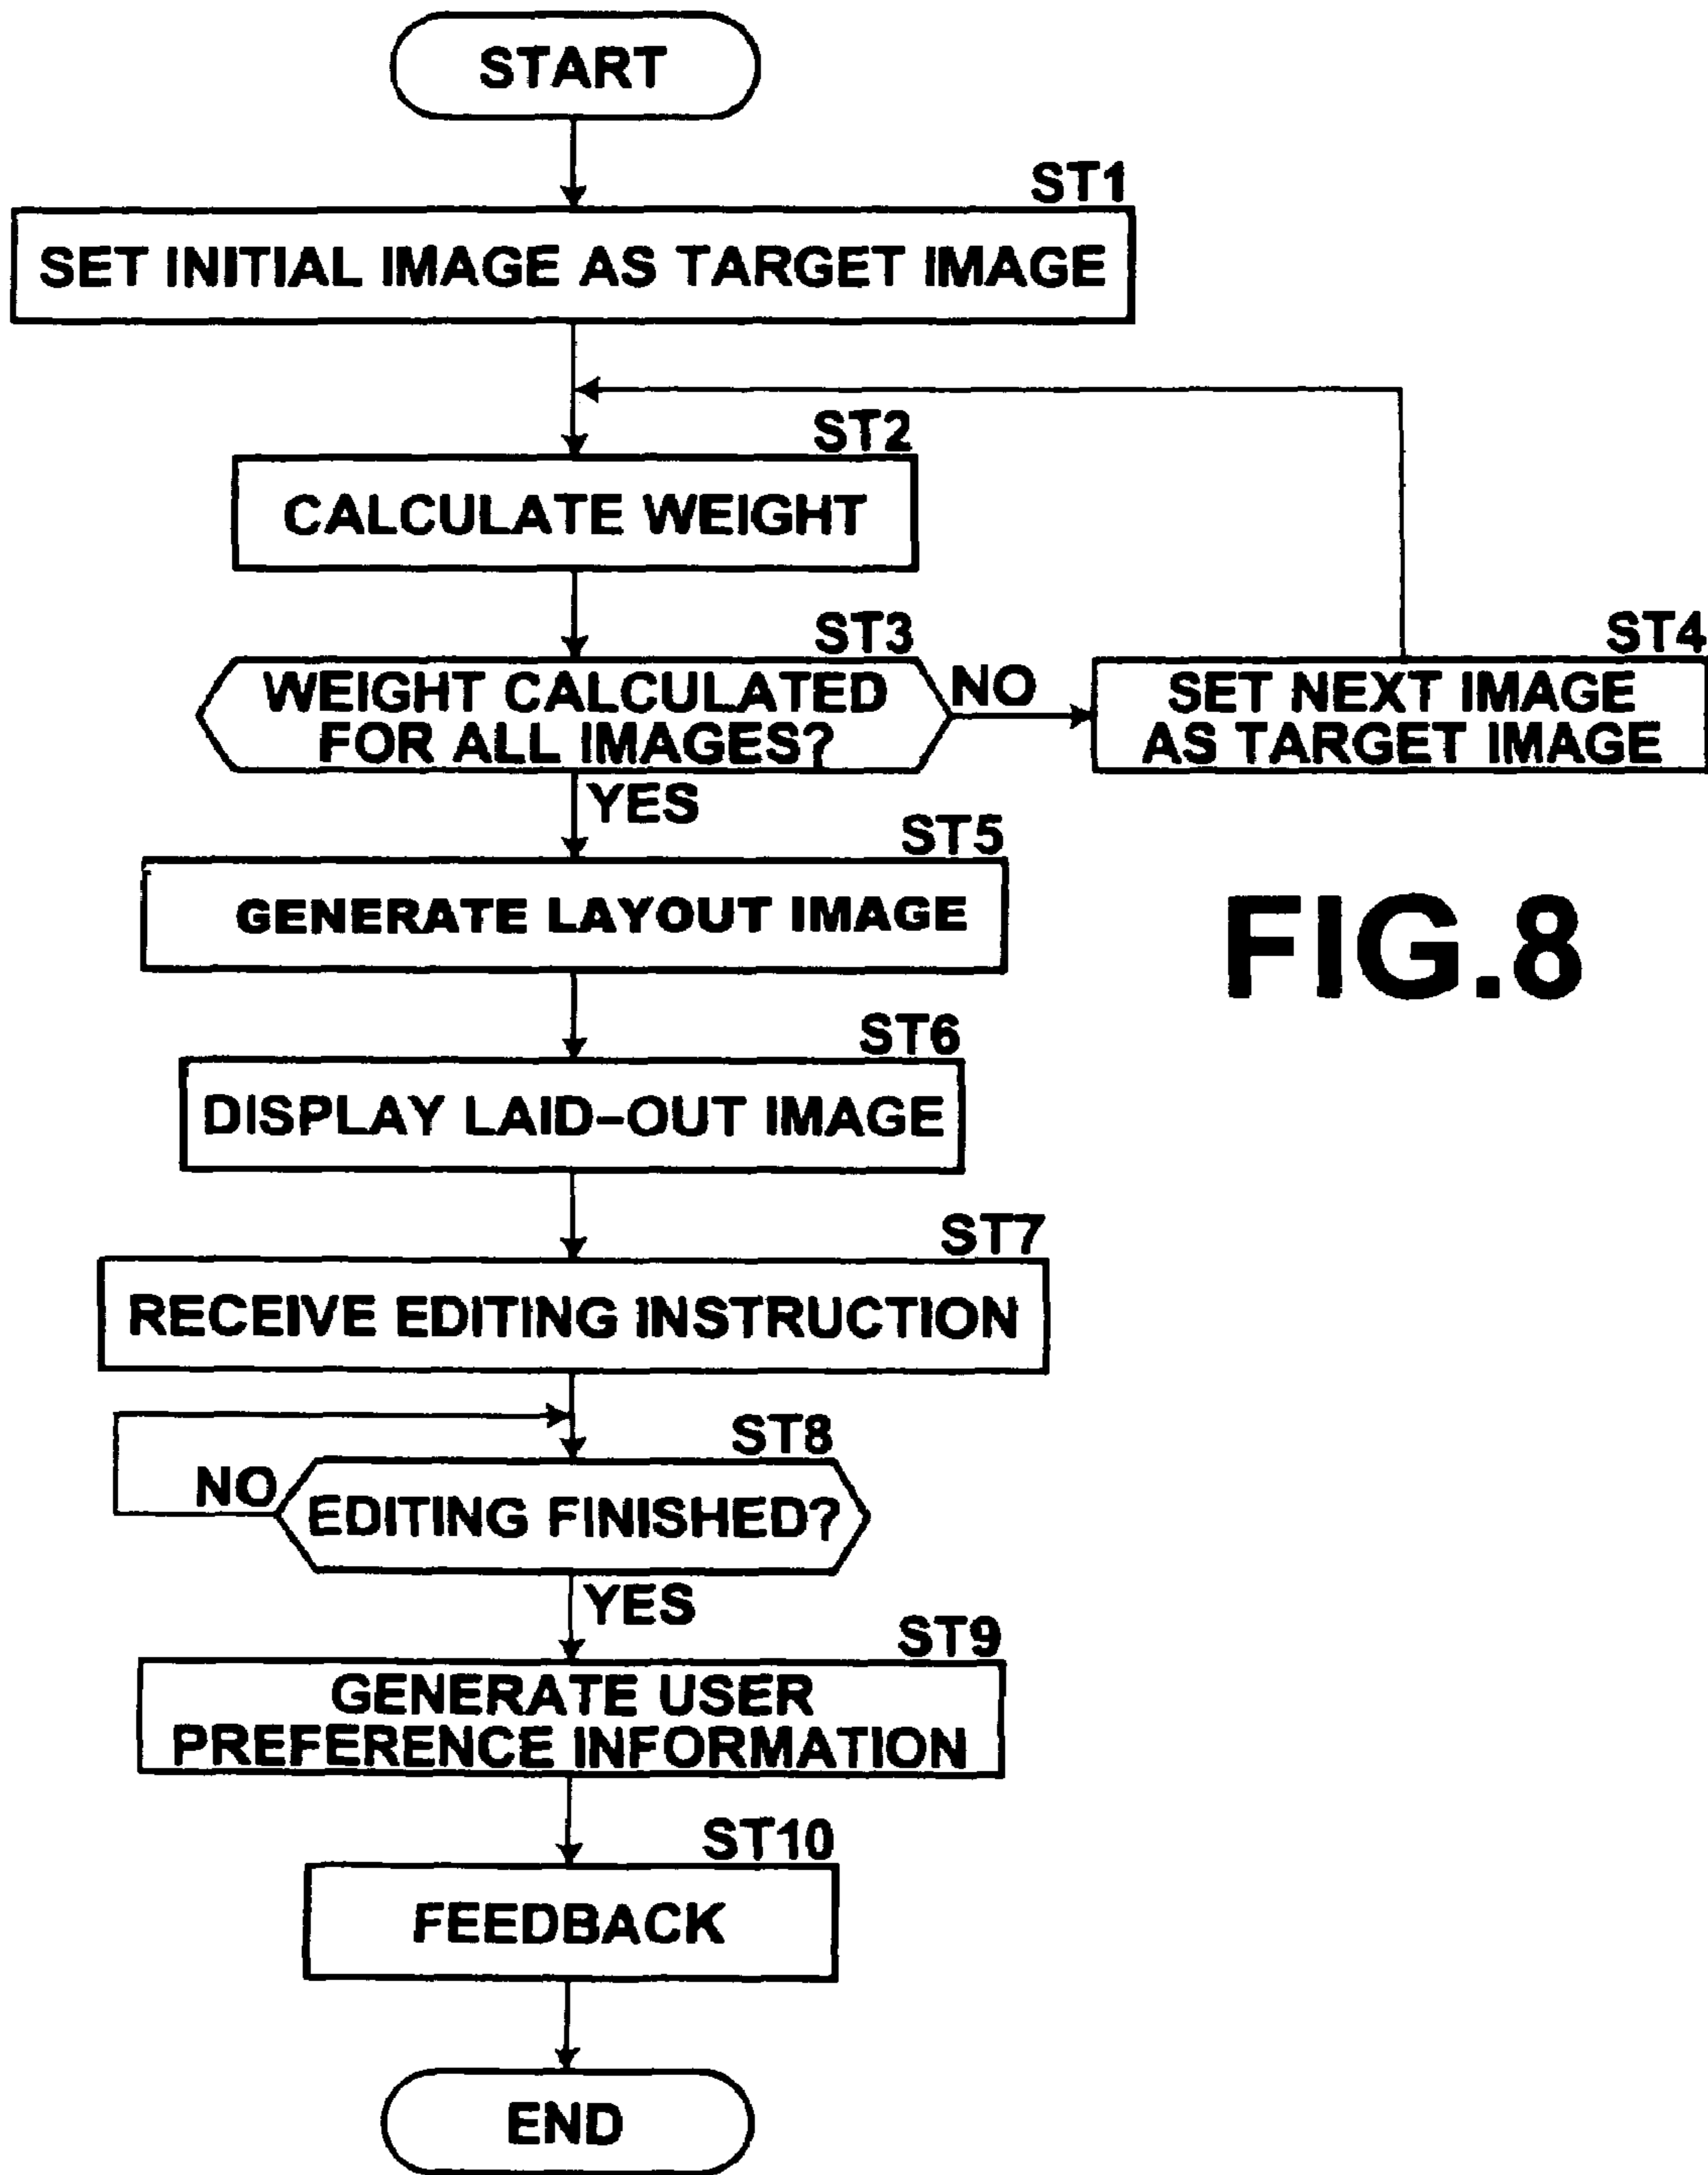 START
ST1
SET INITIAL IMAGE AS TARGET IMAGE
ST2
CALCULATE WEIGHT
ST3
WEIGHT CALCULATED
FOR ALL IMAGES?
NO
ST4
SET NEXT IMAGE
AS TARGET IMAGE
YES
ST5
GENERATE LAYOUT IMAGE
FIG.8
ST6
DISPLAY LAID-OUT IMAGE
ST7
RECEIVE EDITING INSTRUCTION
ST8
NO
EDITING FINISHED?
YES
ST9
GENERATE USER
PREFERENCE INFORMATION
ST10
FEEDBACK
END